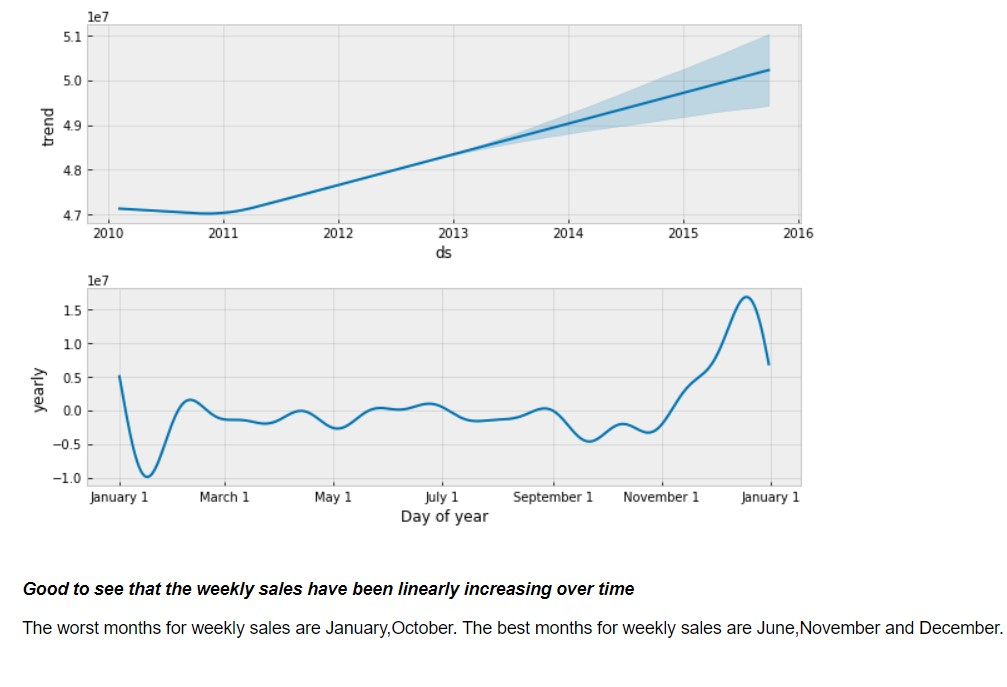 1e7
5.1
5.0
4.9
4.8
4.7
trend
2010 2011 2012 2013 2014 2015 2016
ds
1e7
1.5
1.0
0.5
0.0
−0.5
−1.0
yearly
January 1 March 1 May 1 July 1 September 1 November 1 January 1
Day of year
Good to see that the weekly sales have been linearly increasing over time
The worst months for weekly sales are January,October. The best months for weekly sales are June,November and December.